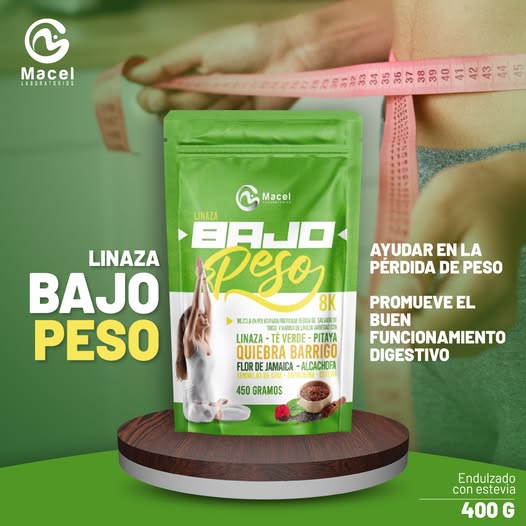 Macel
LABORATORIOS
LINAZA
BAJO
PESO
Macel
LINAZA
BAJO
Peso
8K
LINAZA - TÉ VERDE - PITAYA
QUIEBRA BARRIGO
FLOR DE JAMAICA - ALCACHOFA
450 GRAMOS
AYUDAR EN LA
PÉRDIDA DE PESO
PROMUEVE EL
BUEN
FUNCIONAMIENTO
DIGESTIVO
Endulzado
con estevia
400 G